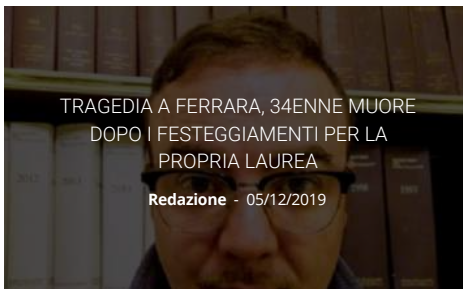 TRAGEDIA A FERRARA, 34ENNE MUORE
DOPO I FESTEGGIAMENTI PER LA
PROPRIA LAUREA
Redazione - 05/12/2019